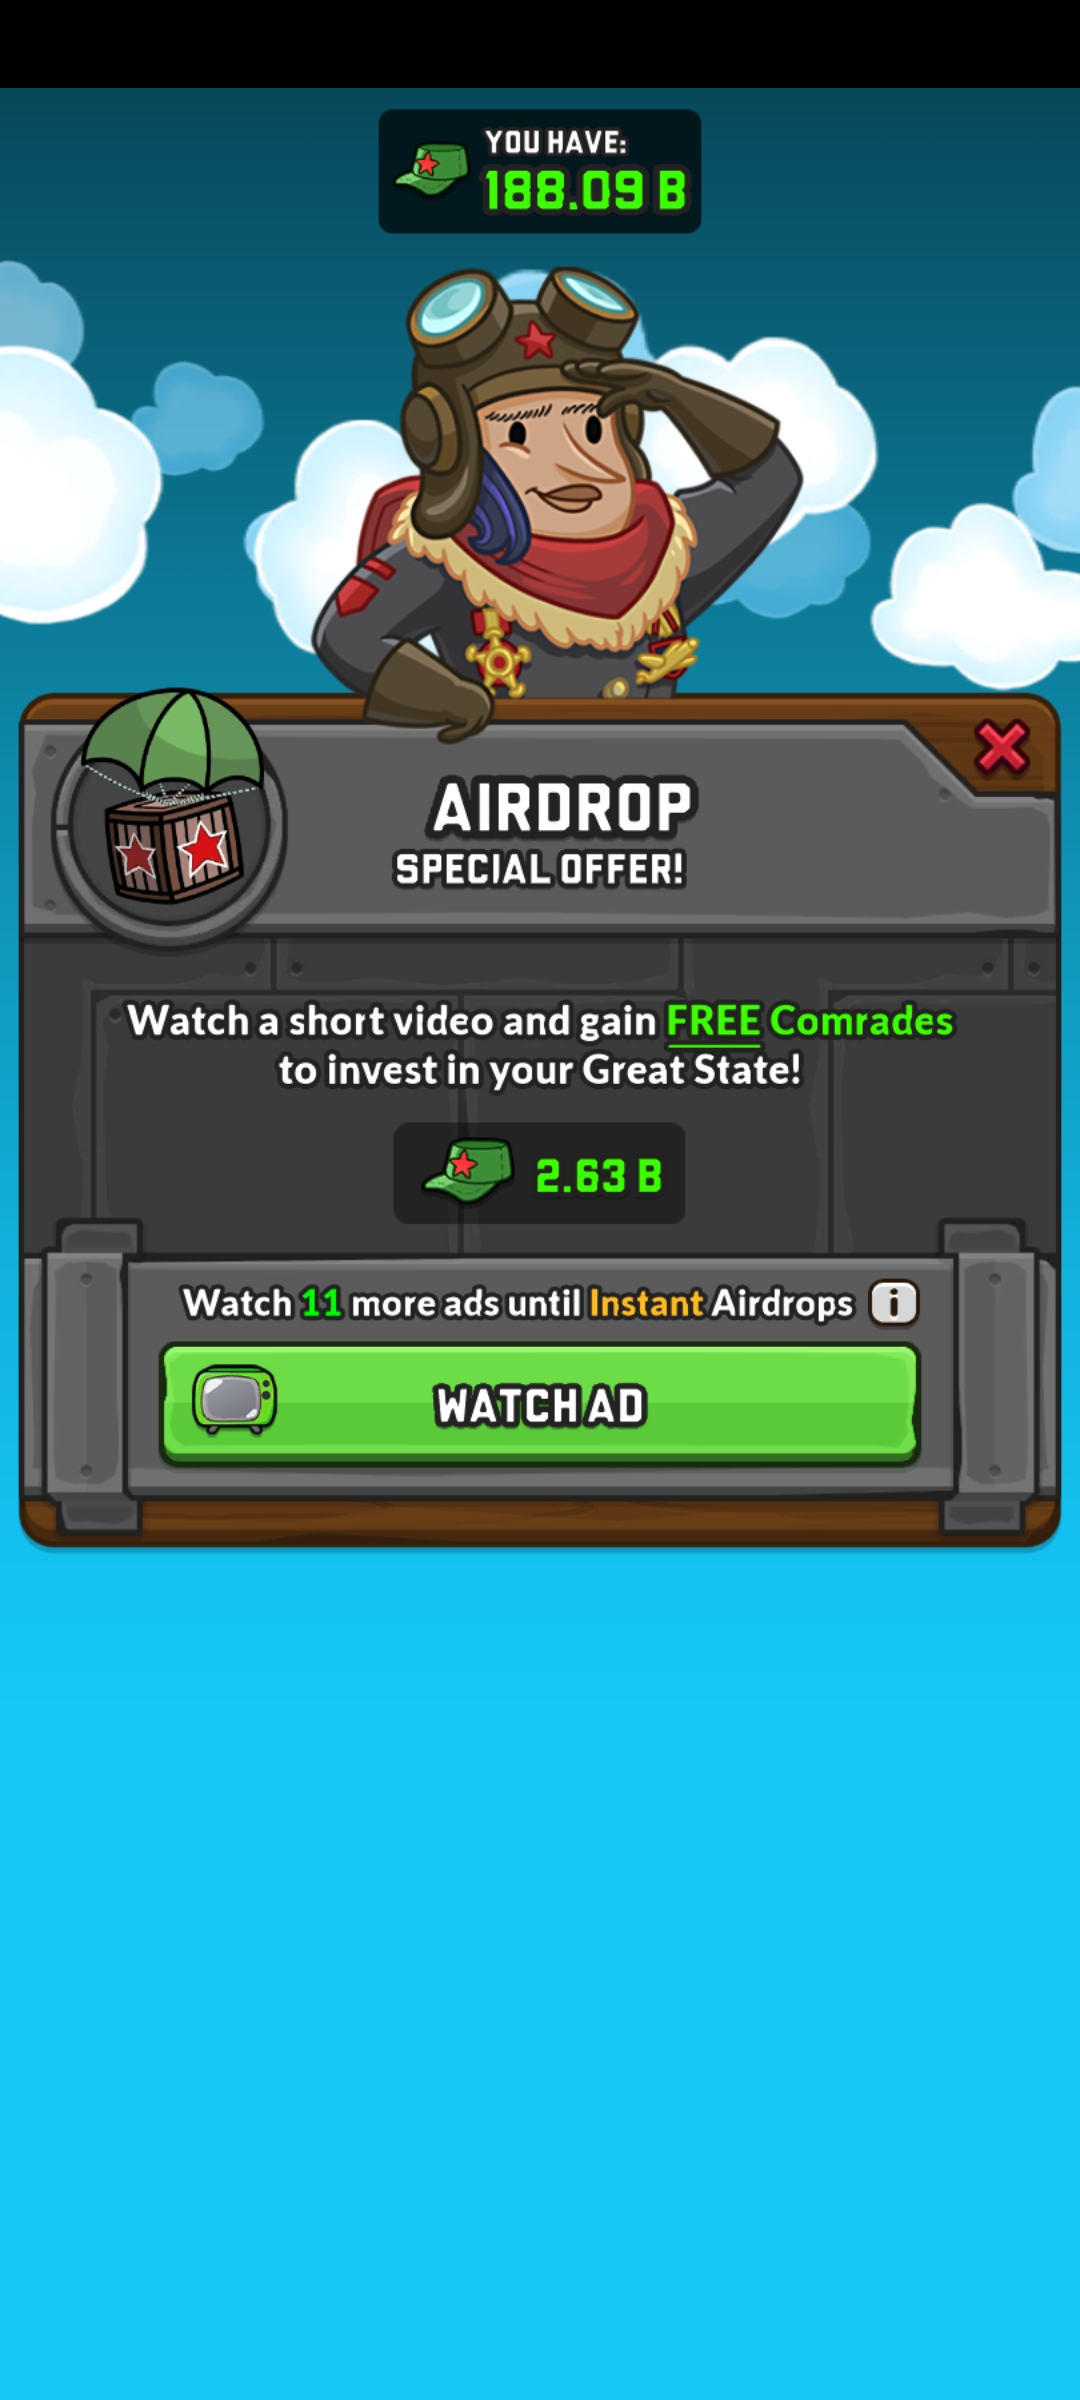 YOU HAVE:
188.09 B
AIRDROP
SPECIAL OFFER!
Watch a short video and gain FREE Comrades
to invest in your Great State!
2.63 B
Watch 11 more ads until Instant Airdrops i
WATCH AD